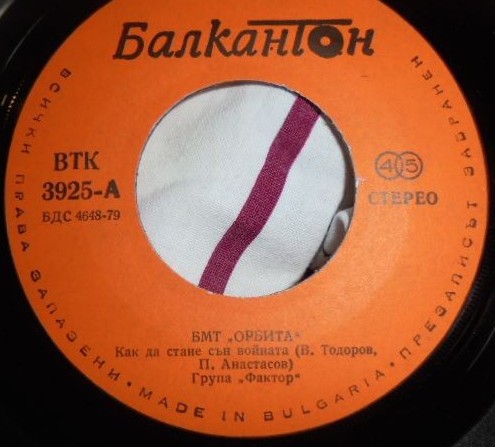 Балкантон
ВТК
3925-А
БДС 4648-79
45
СТЕРЕО
БМТ „ОРБИТА"
Как да стане сън войната (В. Тодоров,
П. Анастасов)
Група „Фактор"
ВСИЧКИ ПРАВА ЗАПАЗЕНИ · MADE IN BULGARIA · ПРЕЗАПИСЪТ ЗАБРАНЕН